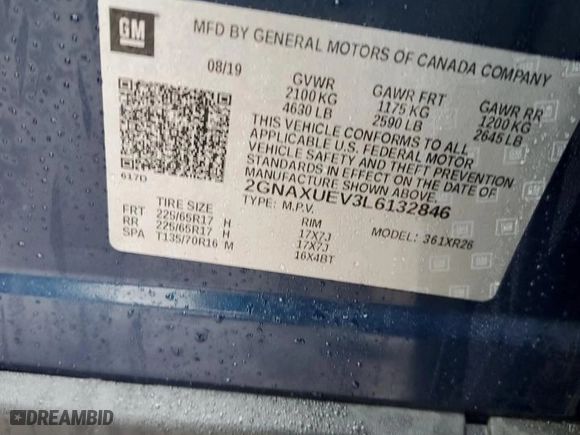 GM
MFD BY GENERAL MOTORS OF CANADA COMPANY
08/19
GVWR GAWR FRT GAWR RR
2100 KG 1175 KG 1200 KG
4630 LB 2590 LB 2645 LB
THIS VEHICLE CONFORMS TO ALL
APPLICABLE U.S. FEDERAL MOTOR
VEHICLE SAFETY AND THEFT PREVENTION
STANDARDS IN EFFECT ON THE DATE OF
MANUFACTURE SHOWN ABOVE.
617D
2GNAXUEV3L6132846
TYPE: M.P.V.
MODEL: 361XR26
TIRE SIZE RIM
FRT 225/65R17 H 17X7J
RR 225/65R17 H 17X7J
SPA T135/70R16 M 16X4BT
DREAMBID